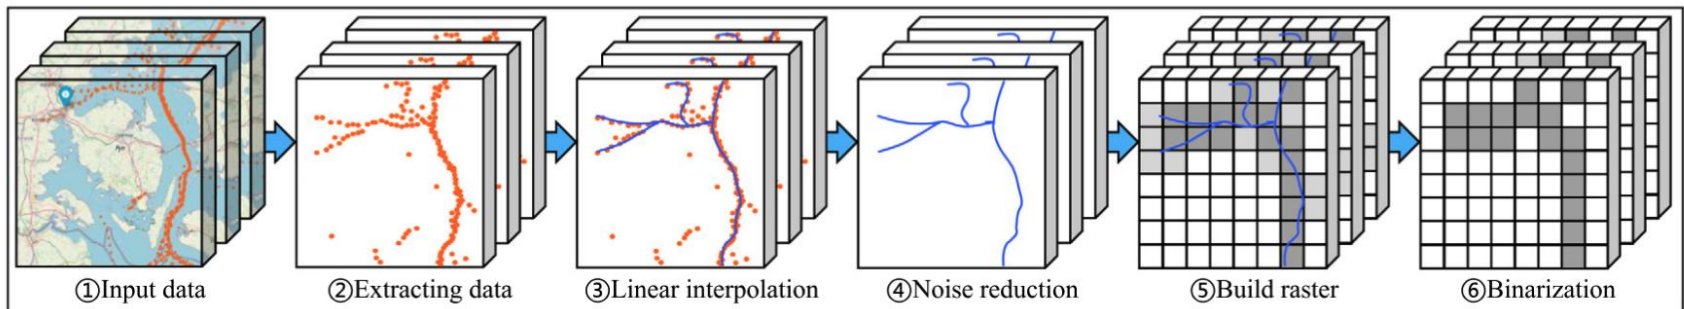 ①Input data
②Extracting data
③Linear interpolation
④Noise reduction
⑤Build raster
⑥Binarization